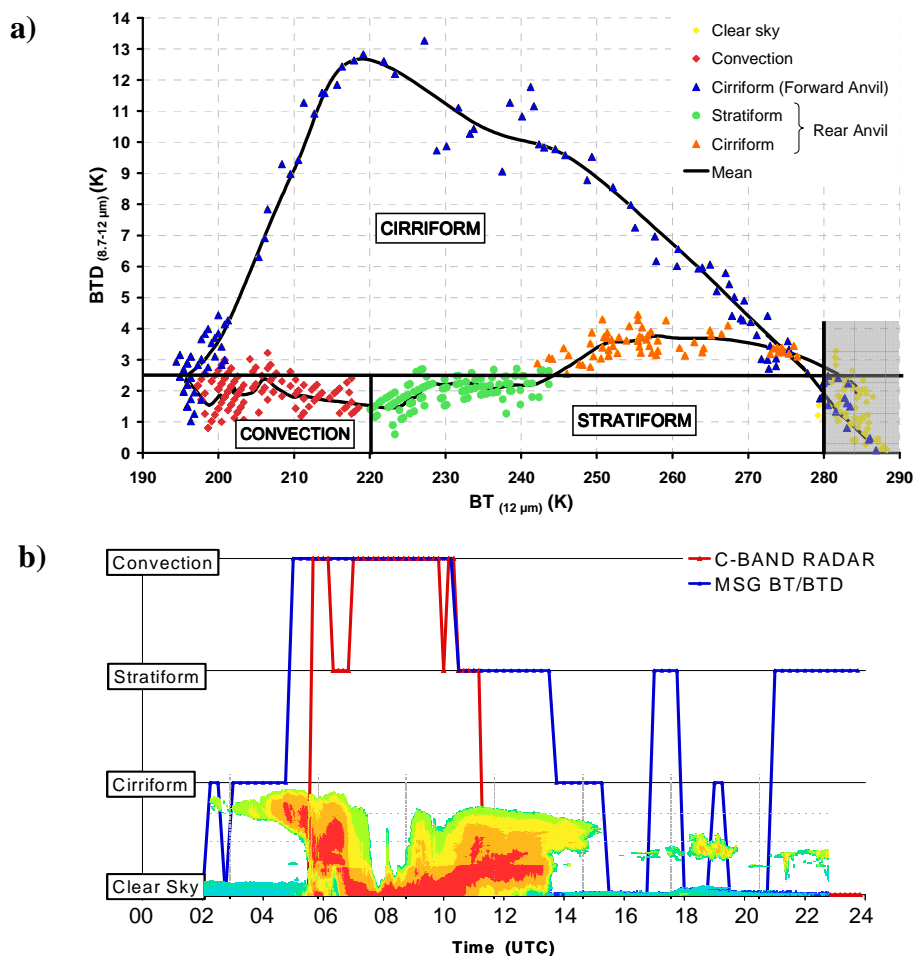 a)
14
13
12
11
10
9
8
7
6
5
4
3
2
1
0
BTD (8.7-12 µm) (K)
Clear sky
Convection
Cirriform (Forward Anvil)
Stratiform
Cirriform
Rear Anvil
Mean
CIRRIFORM
CONVECTION
STRATIFORM
190 200 210 220 230 240 250 260 270 280 290
BT (12 µm) (K)
b)
Convection
Stratiform
Cirriform
Clear Sky
C-BAND RADAR
MSG BT/BTD
00 02 04 06 08 10 12 14 16 18 20 22 24
Time (UTC)